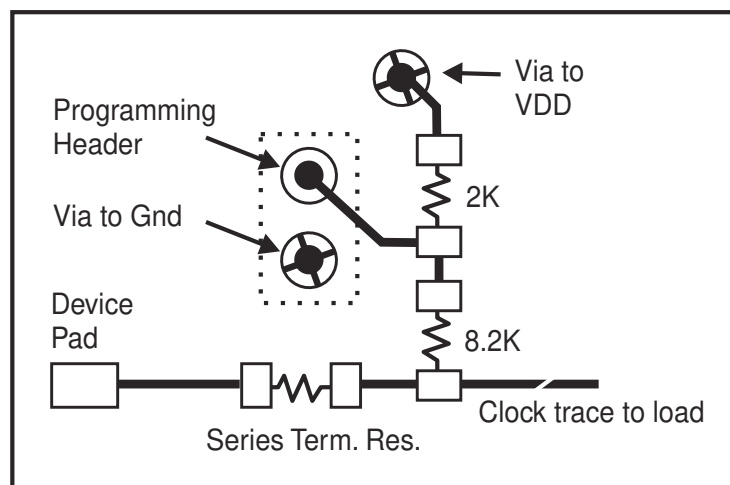 Via to
VDD
Programming
Header
2K
Via to Gnd
Device
Pad
8.2K
Clock trace to load
Series Term. Res.